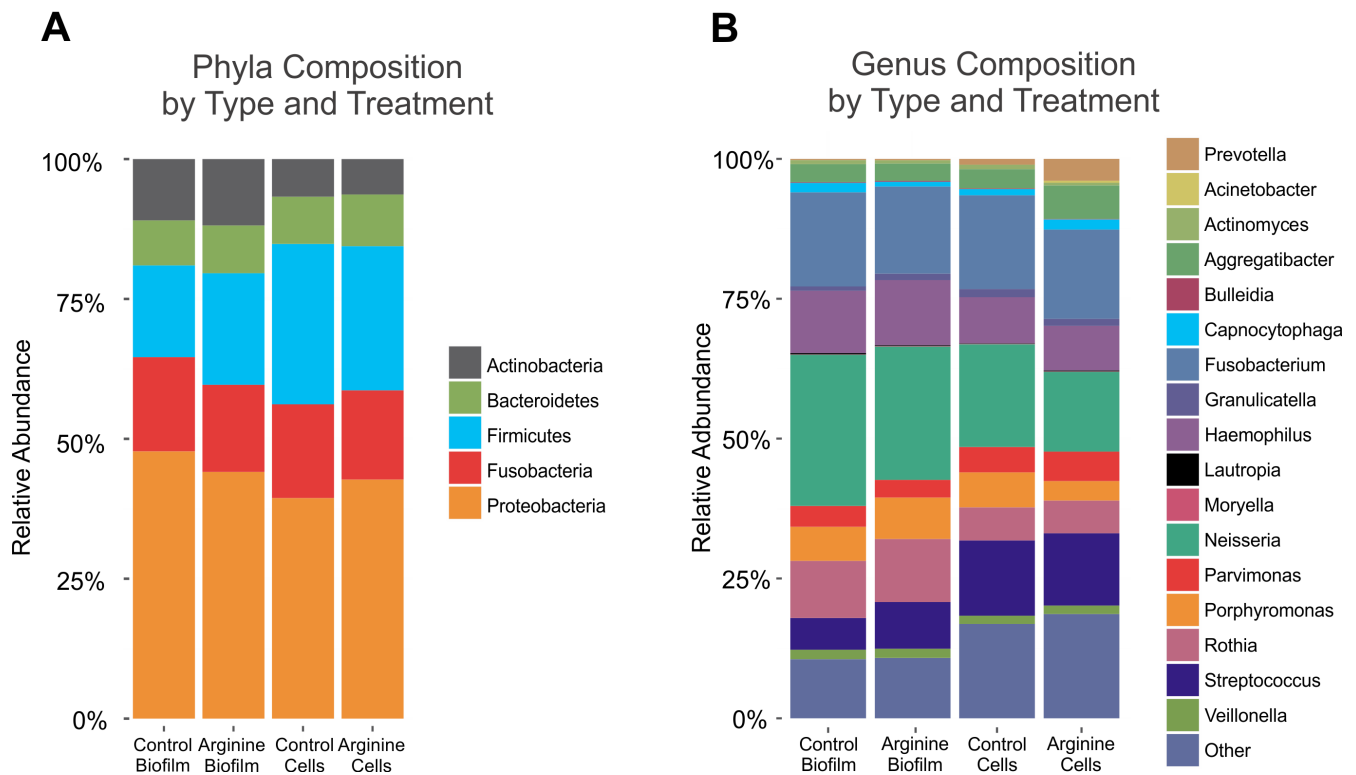 A
Phyla Composition
by Type and Treatment
Relative Abundance
100%
75%
50%
25%
0%
Control
Biofilm
Arginine
Biofilm
Control
Cells
Arginine
Cells
Actinobacteria
Bacteroidetes
Firmicutes
Fusobacteria
Proteobacteria
B
Genus Composition
by Type and Treatment
Relative Adbundance
100%
75%
50%
25%
0%
Control
Biofilm
Arginine
Biofilm
Control
Cells
Arginine
Cells
Prevotella
Acinetobacter
Actinomyces
Aggregatibacter
Bulleidia
Capnocytophaga
Fusobacterium
Granulicatella
Haemophilus
Lautropia
Moryella
Neisseria
Parvimonas
Porphyromonas
Rothia
Streptococcus
Veillonella
Other